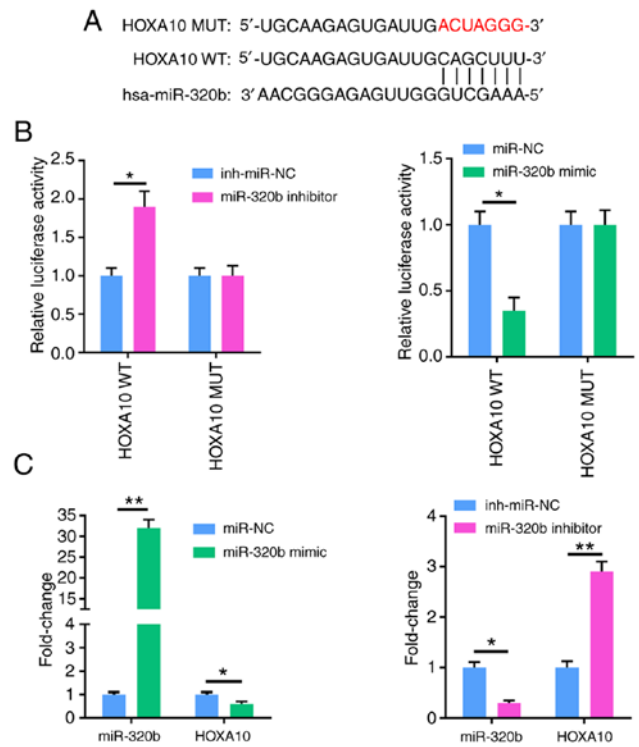 A
HOXA10 MUT: 5′-UGCAAGAGUGAUUGACUAGGG-3′
HOXA10 WT: 5′-UGCAAGAGUGAUUGCAGCUUU-3′
hsa-miR-320b: 3′AACGGGAGAGUUGGGUCGAAA-5′
B
Relative luciferase activity
2.5
2.0
1.5
1.0
0.5
0.0
*
inh-miR-NC
miR-320b inhibitor
HOXA10 WT
HOXA10 MUT
Relative luciferase activity
1.5
1.0
0.5
0.0
*
miR-NC
miR-320b mimic
HOXA10 WT
HOXA10 MUT
C
Fold-change
35
30
25
20
15
10
4
3
2
1
0
**
*
miR-NC
miR-320b mimic
miR-320b
HOXA10
Fold-change
4
3
2
1
0
inh-miR-NC
miR-320b inhibitor
*
**
miR-320b
HOXA10